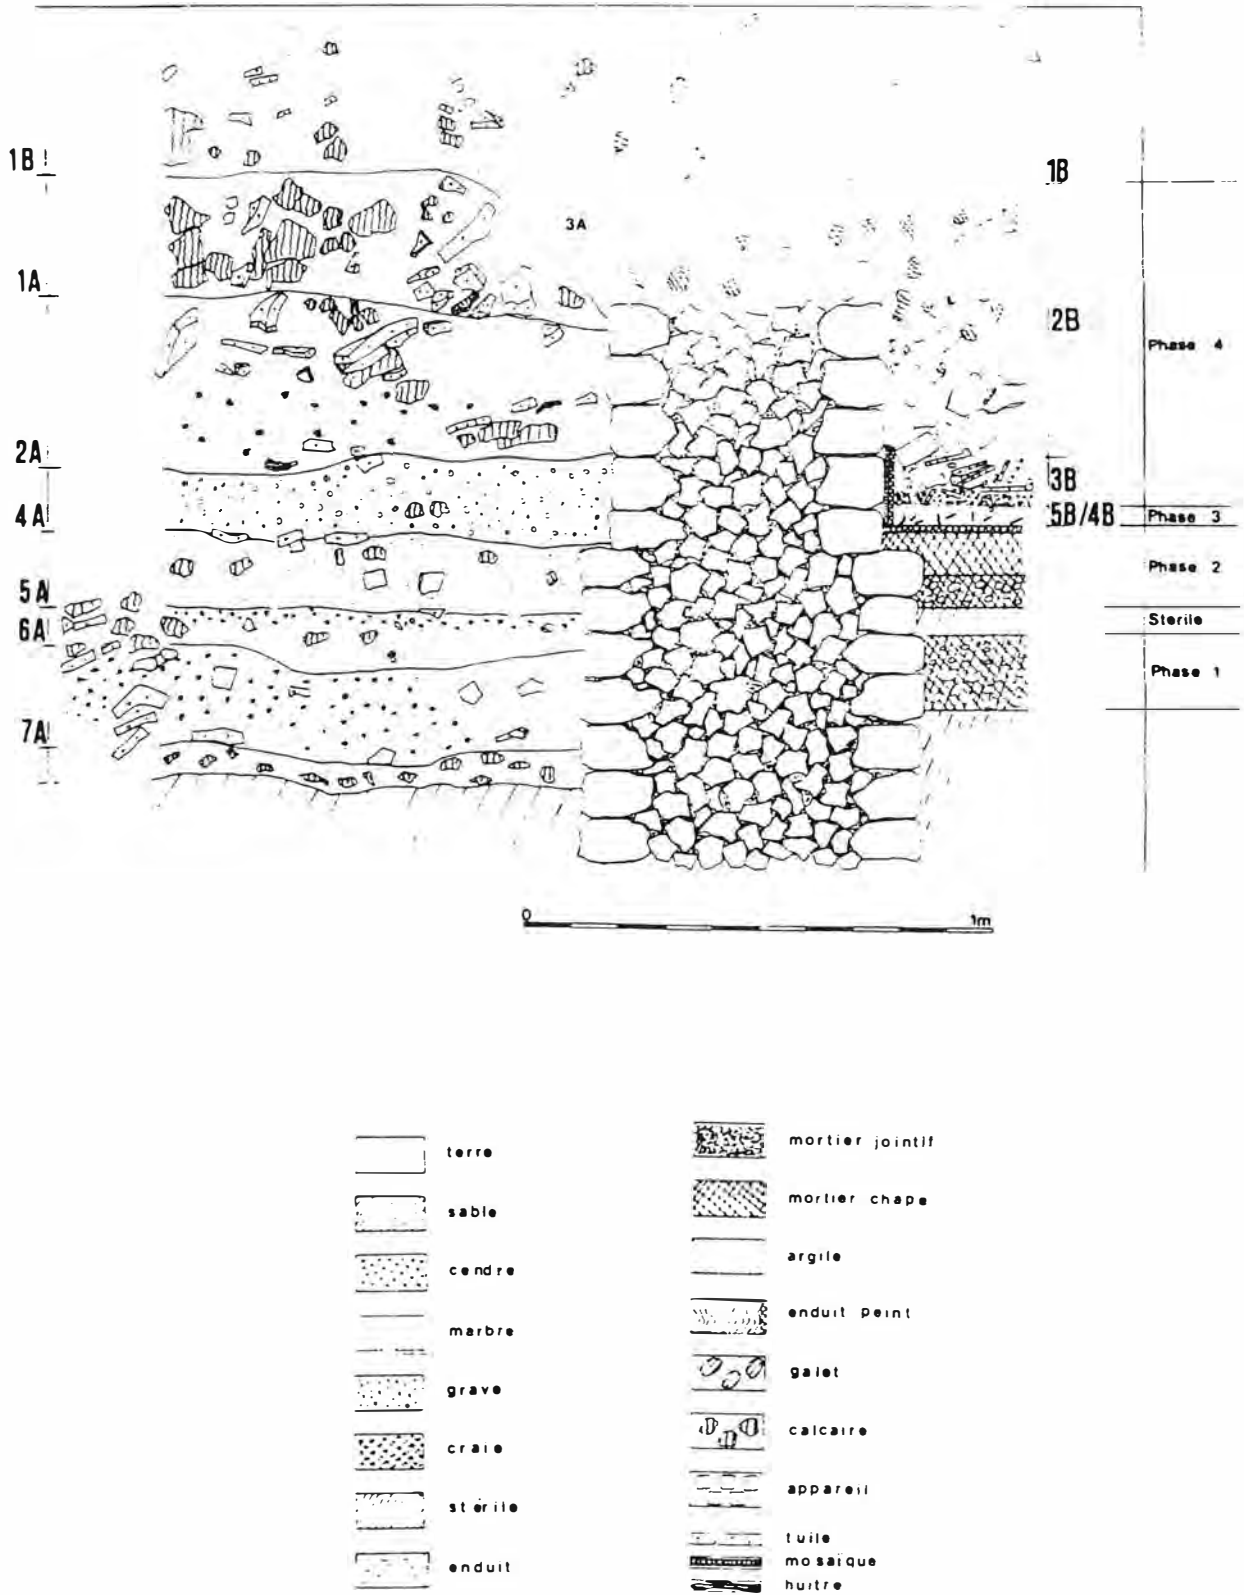 1B
1B
3A
1A
2B
Phase 4
2A
3B
4A
5B/4B
Phase 3
Phase 2
5A
Sterile
6A
Phase 1
7A
0
1m
terre
sable
cendre
marbre
grave
craie
stérile
enduit
mortier jointif
mortier chape
argile
enduit peint
galet
calcaire
appareil
tuile
mosaïque
huître